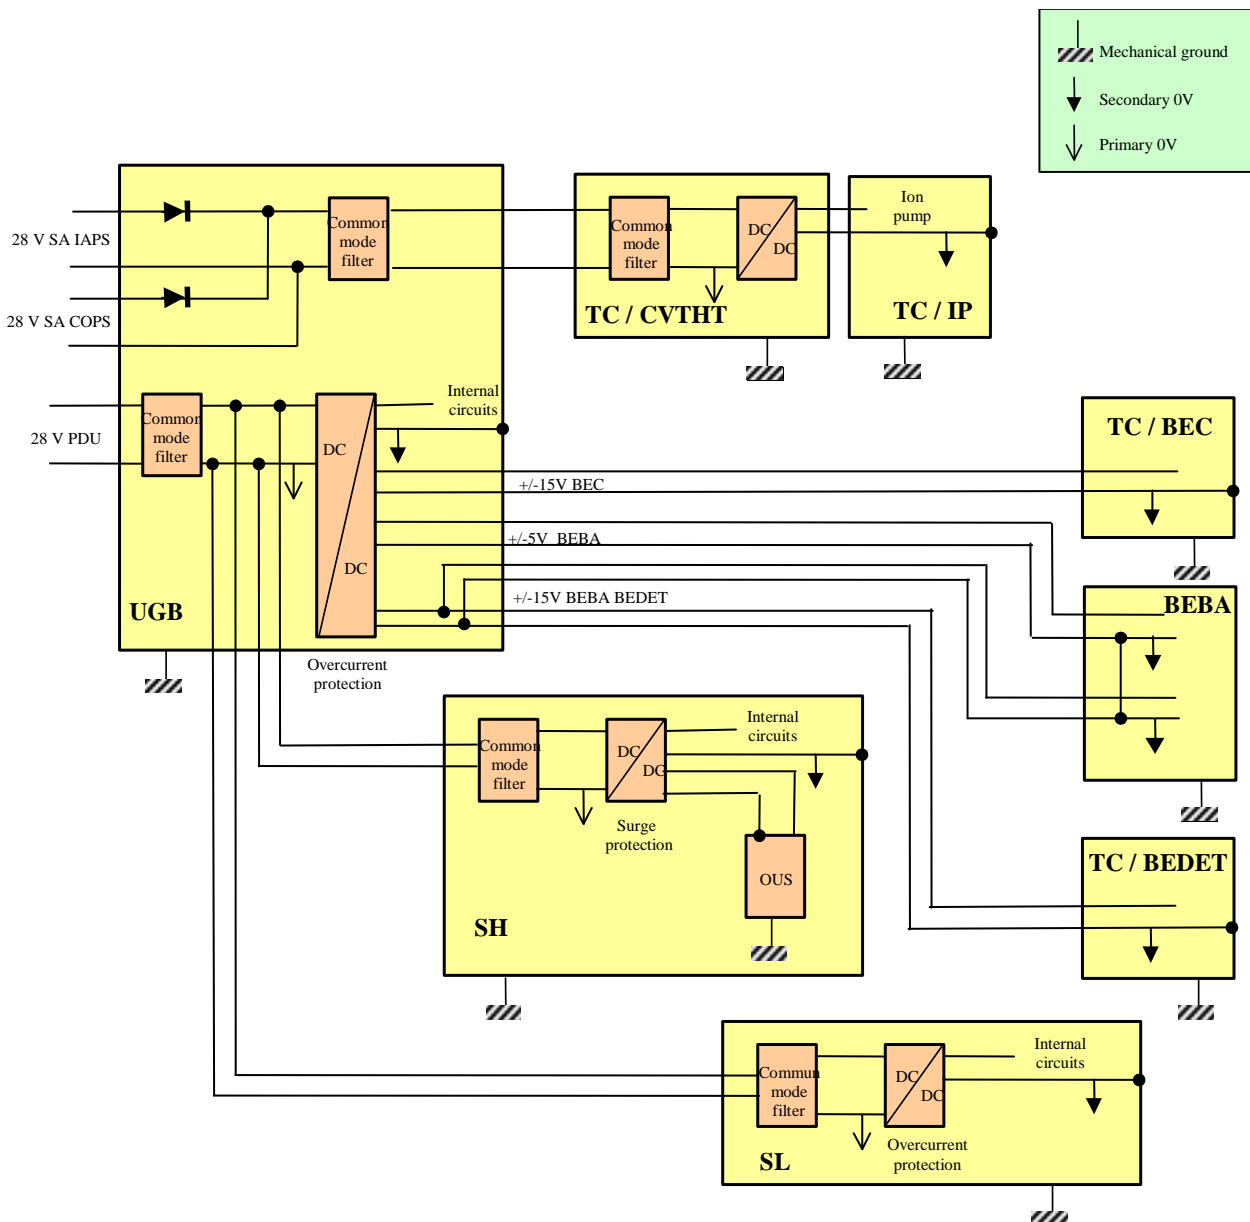 Mechanical ground
Secondary 0V
Primary 0V
28 V SA IAPS
28 V SA COPS
28 V PDU
Common
mode
filter
Common
mode
filter
Internal
circuits
DC
DC
UGB
Overcurrent
protection
Common
mode
filter
DC
DC
TC / CVTHT
Ion
pump
TC / IP
+/-15V BEC
+/-5V  BEBA
+/-15V BEBA BEDET
TC / BEC
BEBA
TC / BEDET
Common
mode
filter
DC
DC
Internal
circuits
Surge
protection
OUS
SH
Commun
mode
filter
DC
DC
Internal
circuits
Overcurrent
protection
SL